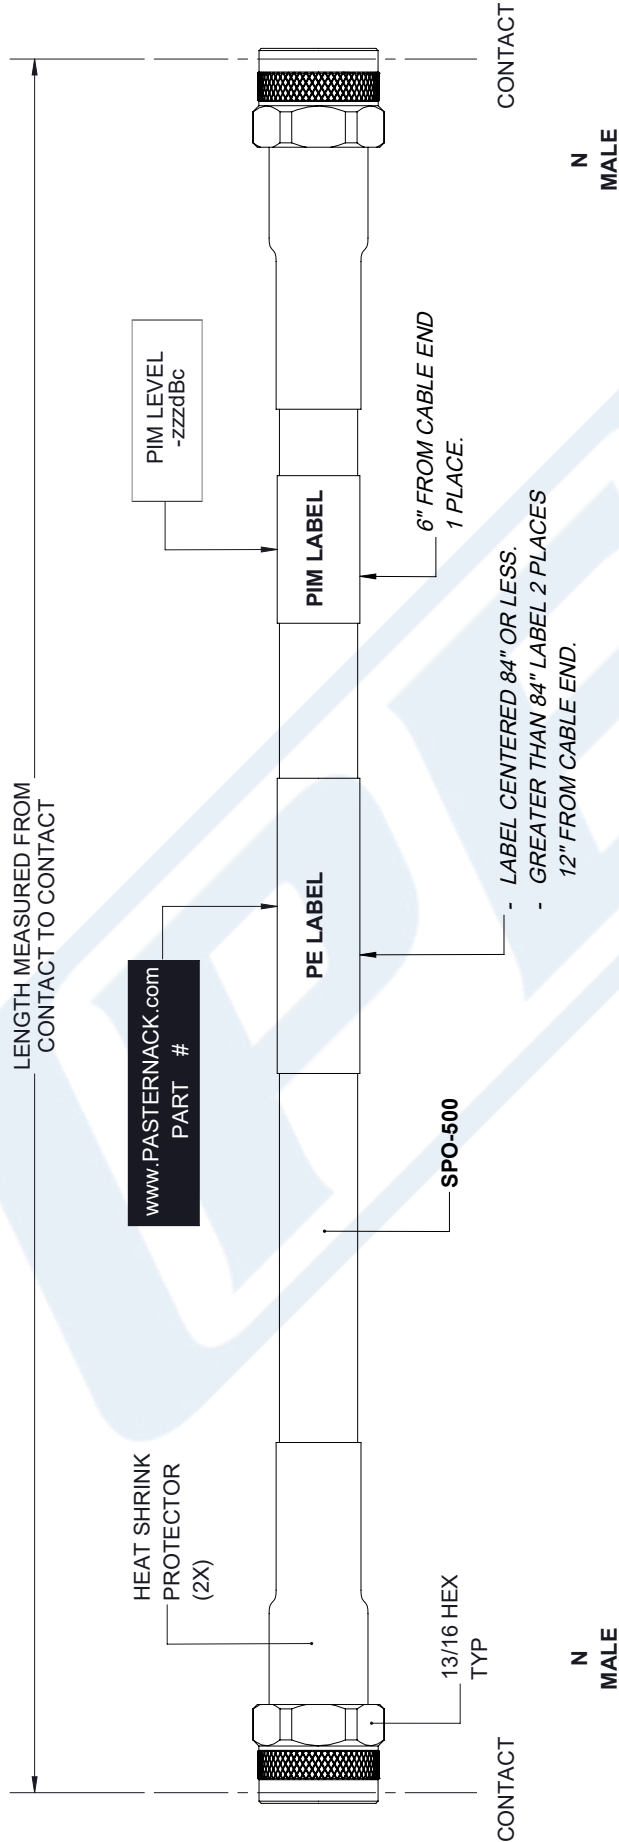 LENGTH MEASURED FROM
CONTACT TO CONTACT
HEAT SHRINK
PROTECTOR
(2X)
www.PASTERNACK.com
PART #
PIM LEVEL
-zzzdBc
PE LABEL
PIM LABEL
13/16 HEX
TYP
SPO-500
6" FROM CABLE END
1 PLACE.
- LABEL CENTERED 84" OR LESS.
- GREATER THAN 84" LABEL 2 PLACES
12" FROM CABLE END.
CONTACT
CONTACT
N
MALE
N
MALE